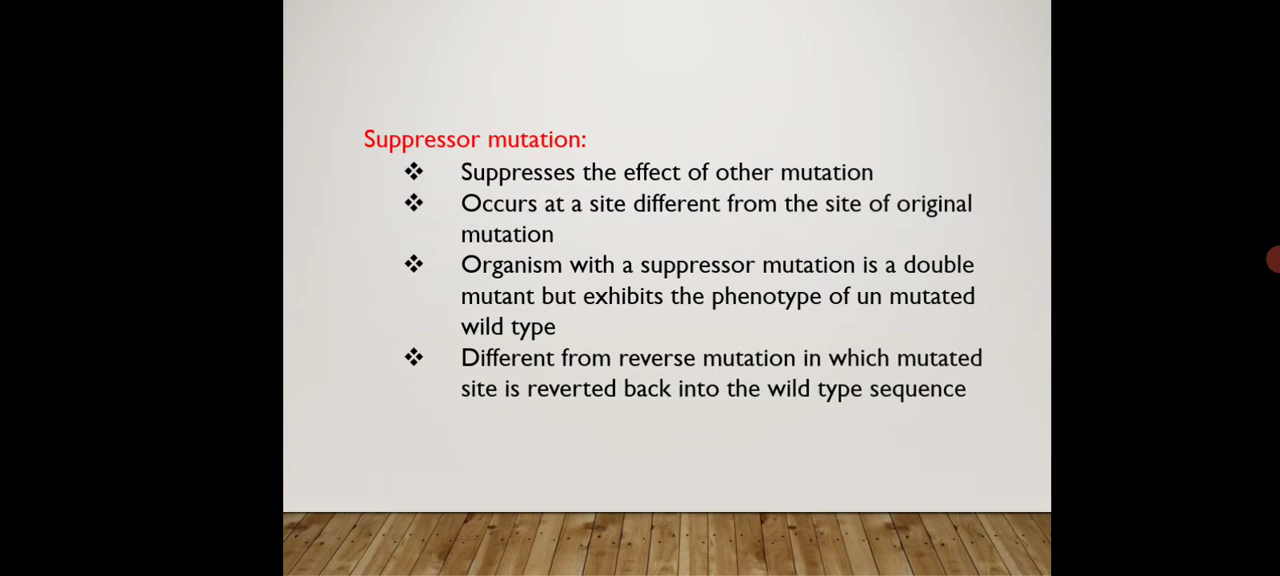 Suppressor mutation:
❖ Suppresses the effect of other mutation
❖ Occurs at a site different from the site of original
mutation
❖ Organism with a suppressor mutation is a double
mutant but exhibits the phenotype of un mutated
wild type
❖ Different from reverse mutation in which mutated
site is reverted back into the wild type sequence